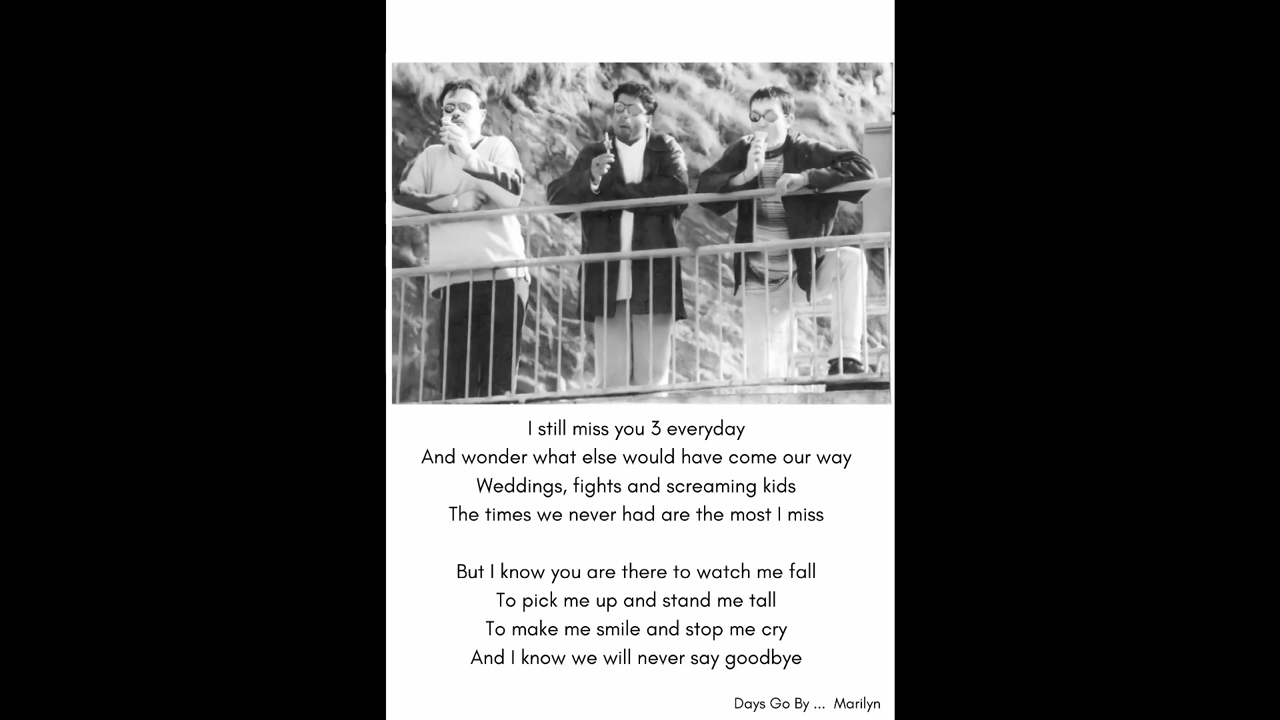 I still miss you 3 everyday
And wonder what else would have come our way
Weddings, fights and screaming kids
The times we never had are the most I miss
But I know you are there to watch me fall
To pick me up and stand me tall
To make me smile and stop me cry
And I know we will never say goodbye
Days Go By ... Marilyn